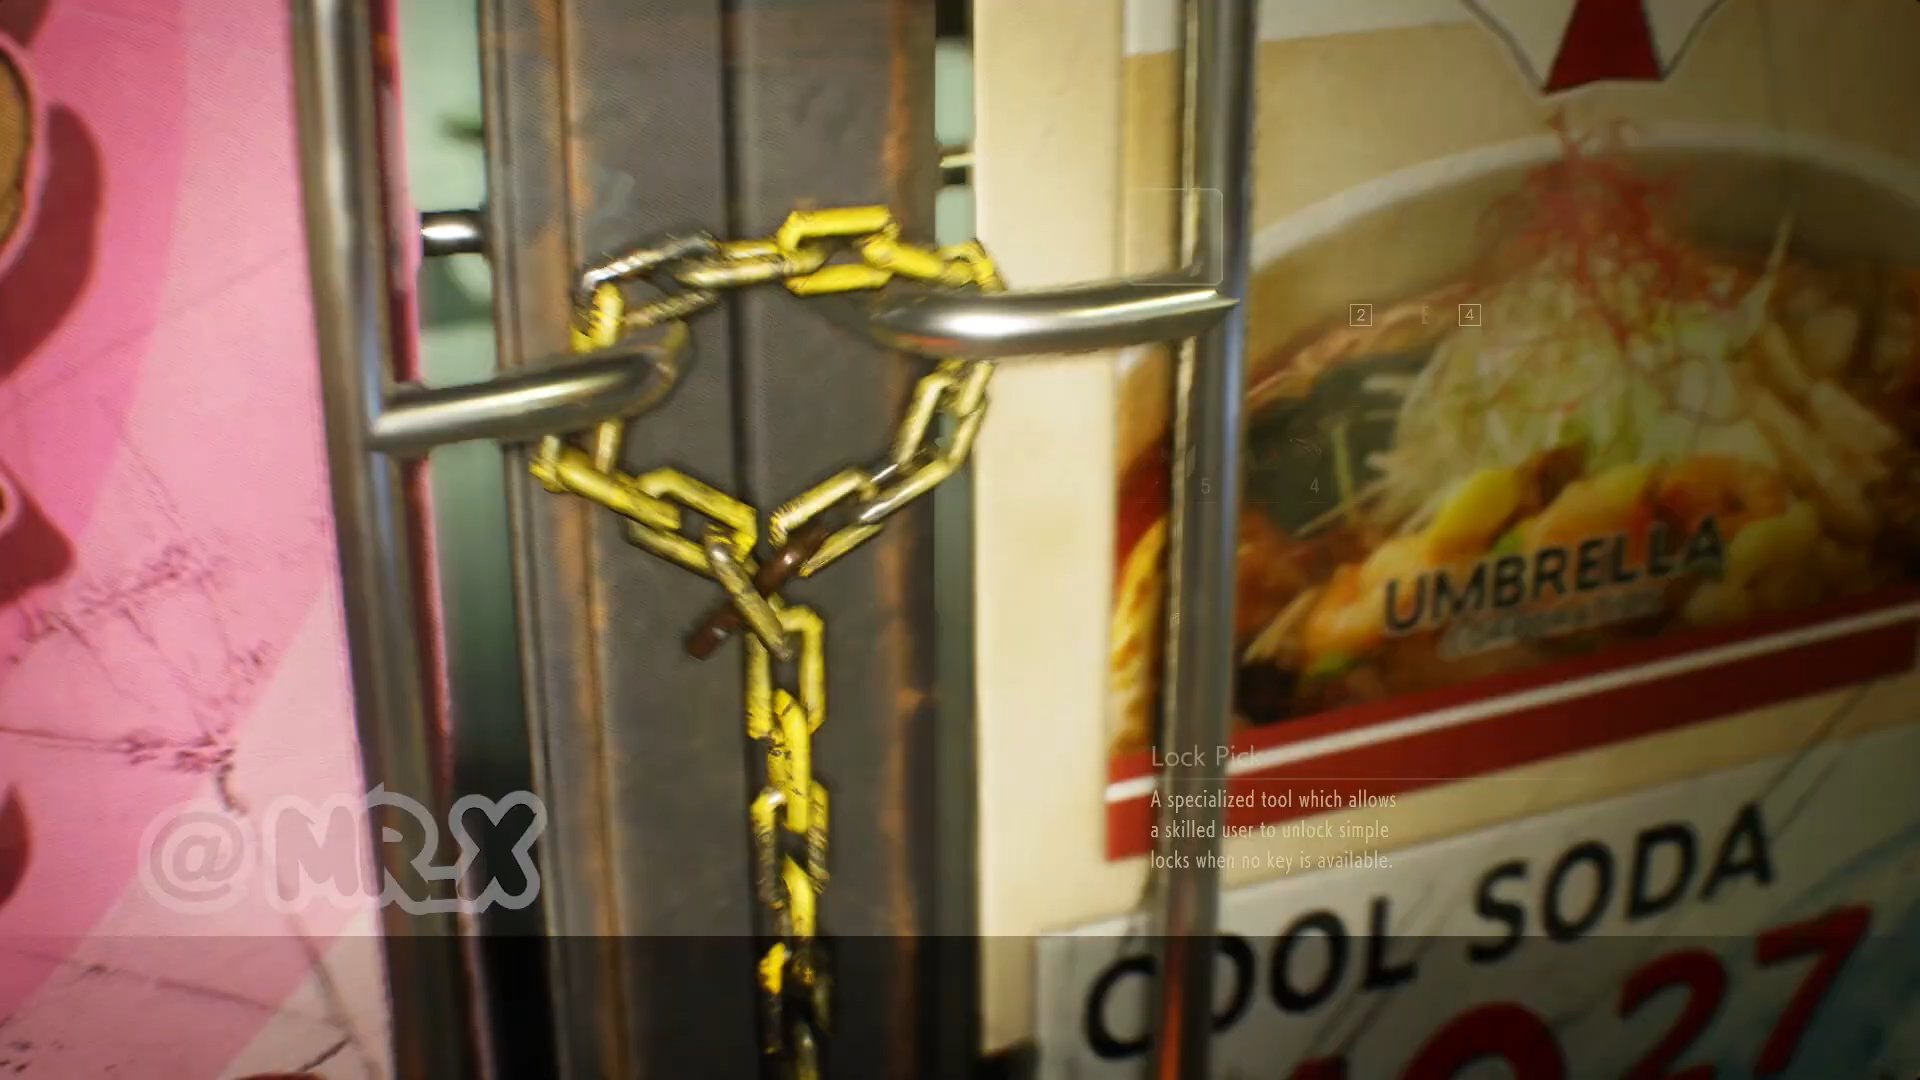 2
4
5
4
UMBRELLA
Lock Pick
A specialized tool which allows
a skilled user to unlock simple
locks when no key is available.
@MR_X
COOL SODA
27